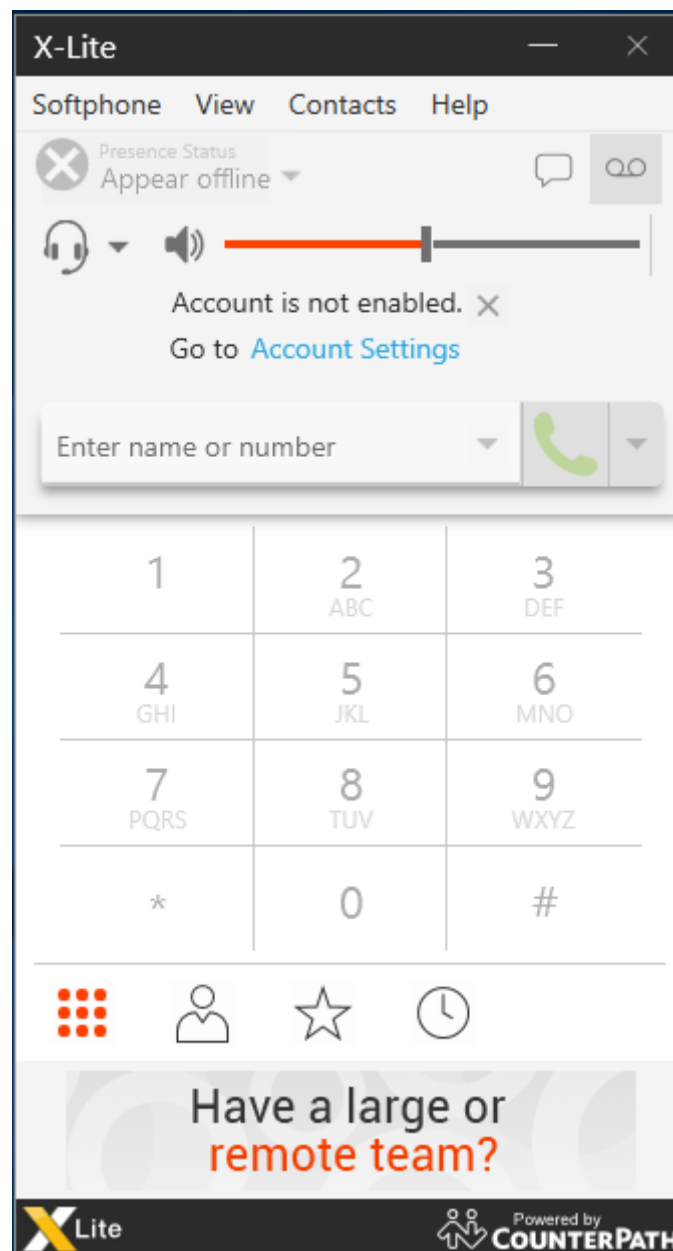 X-Lite
Softphone View Contacts Help
Presence Status
Appear offline
Account is not enabled.
Go to Account Settings
Enter name or number
1 2 3
ABC DEF
4 5 6
GHI JKL MNO
7 8 9
PQRS TUV WXYZ
* 0 #
Have a large or
remote team?
X Lite
Powered by
COUNTERPATH